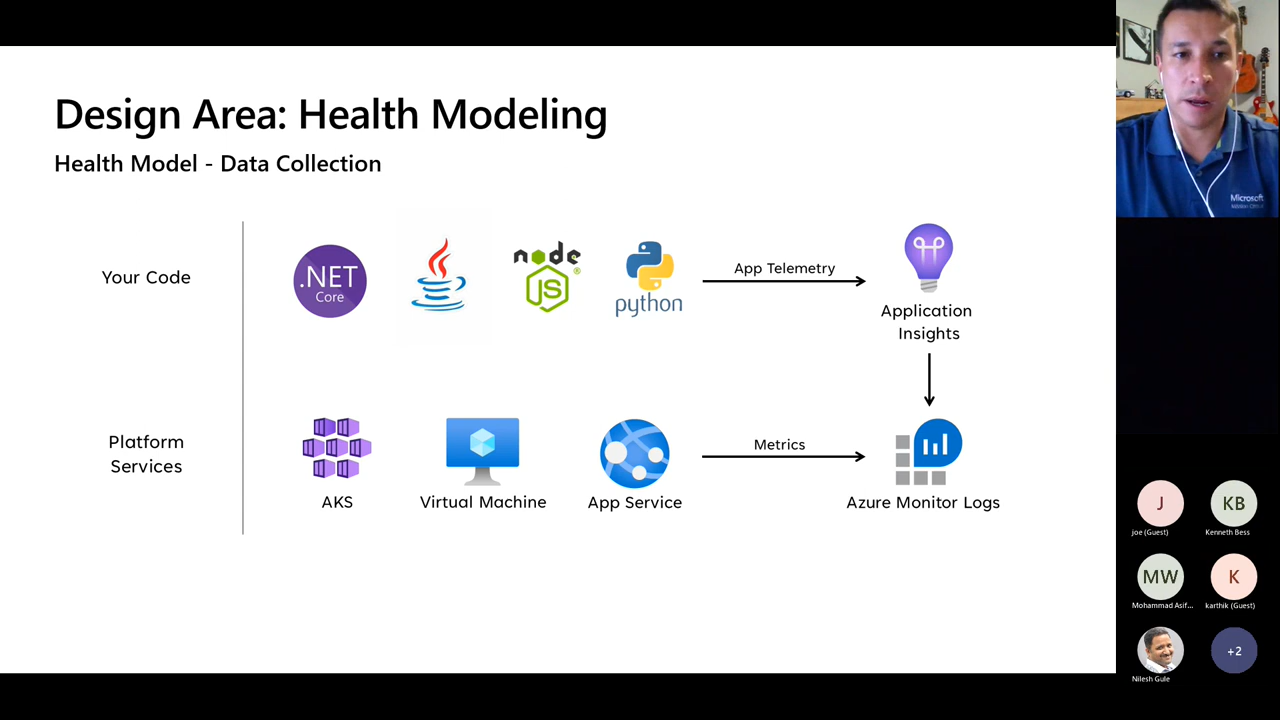 Design Area: Health Modeling
Health Model - Data Collection
Your Code
.NET
Core
node
JS
®
python
App Telemetry
Application
Insights
Platform
Services
AKS
Virtual Machine
App Service
Metrics
Azure Monitor Logs
Microsoft
J
joe (Guest)
KB
Kenneth Bess
MW
Mohammad Asif...
K
karthik (Guest)
Nilesh Gule
+2